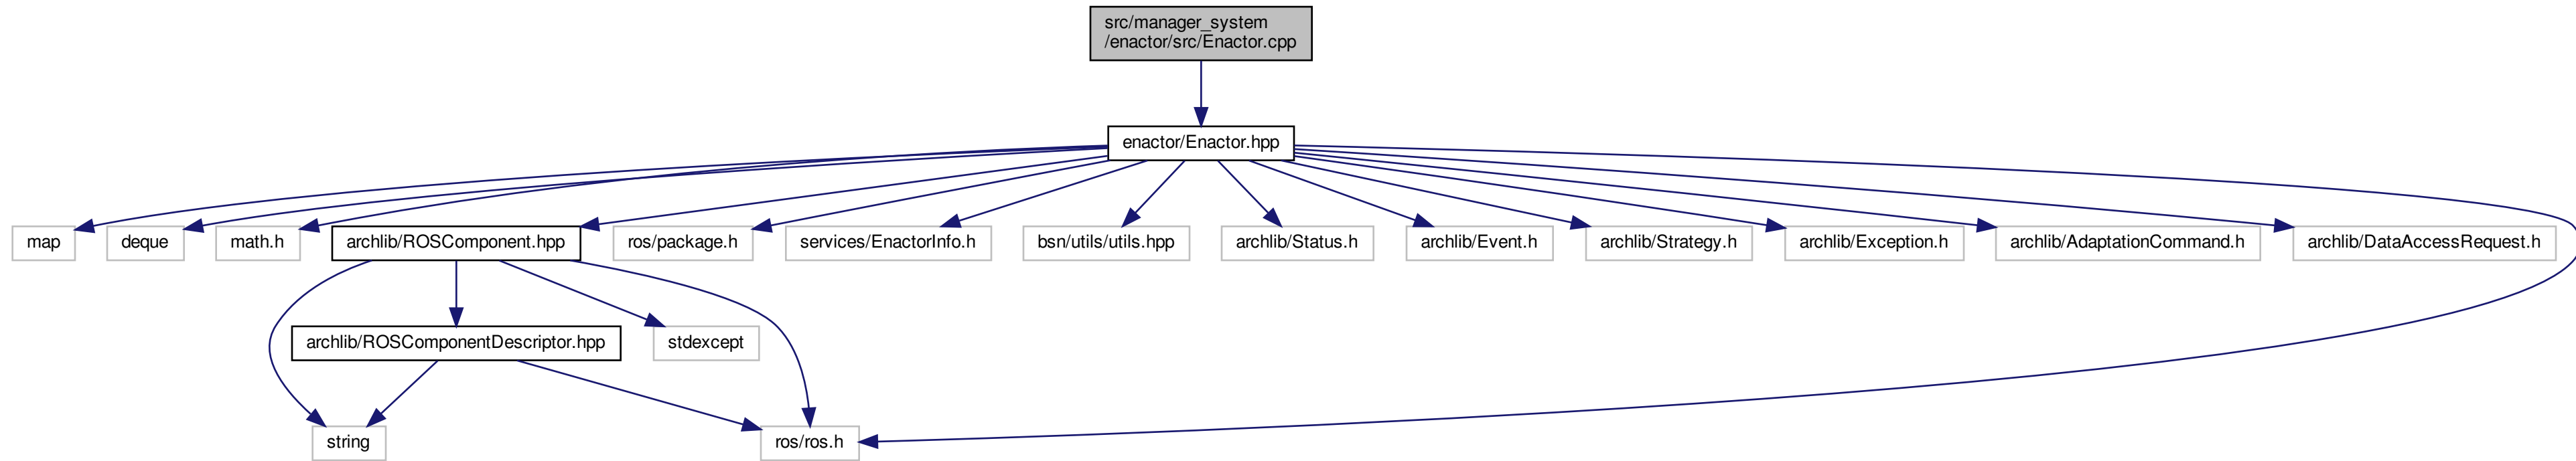 src/manager_system
/enactor/src/Enactor.cpp
enactor/Enactor.hpp
map
deque
math.h
archlib/ROSComponent.hpp
ros/package.h
services/EnactorInfo.h
bsn/utils/utils.hpp
archlib/Status.h
archlib/Event.h
archlib/Strategy.h
archlib/Exception.h
archlib/AdaptationCommand.h
archlib/DataAccessRequest.h
archlib/ROSComponentDescriptor.hpp
stdexcept
string
ros/ros.h